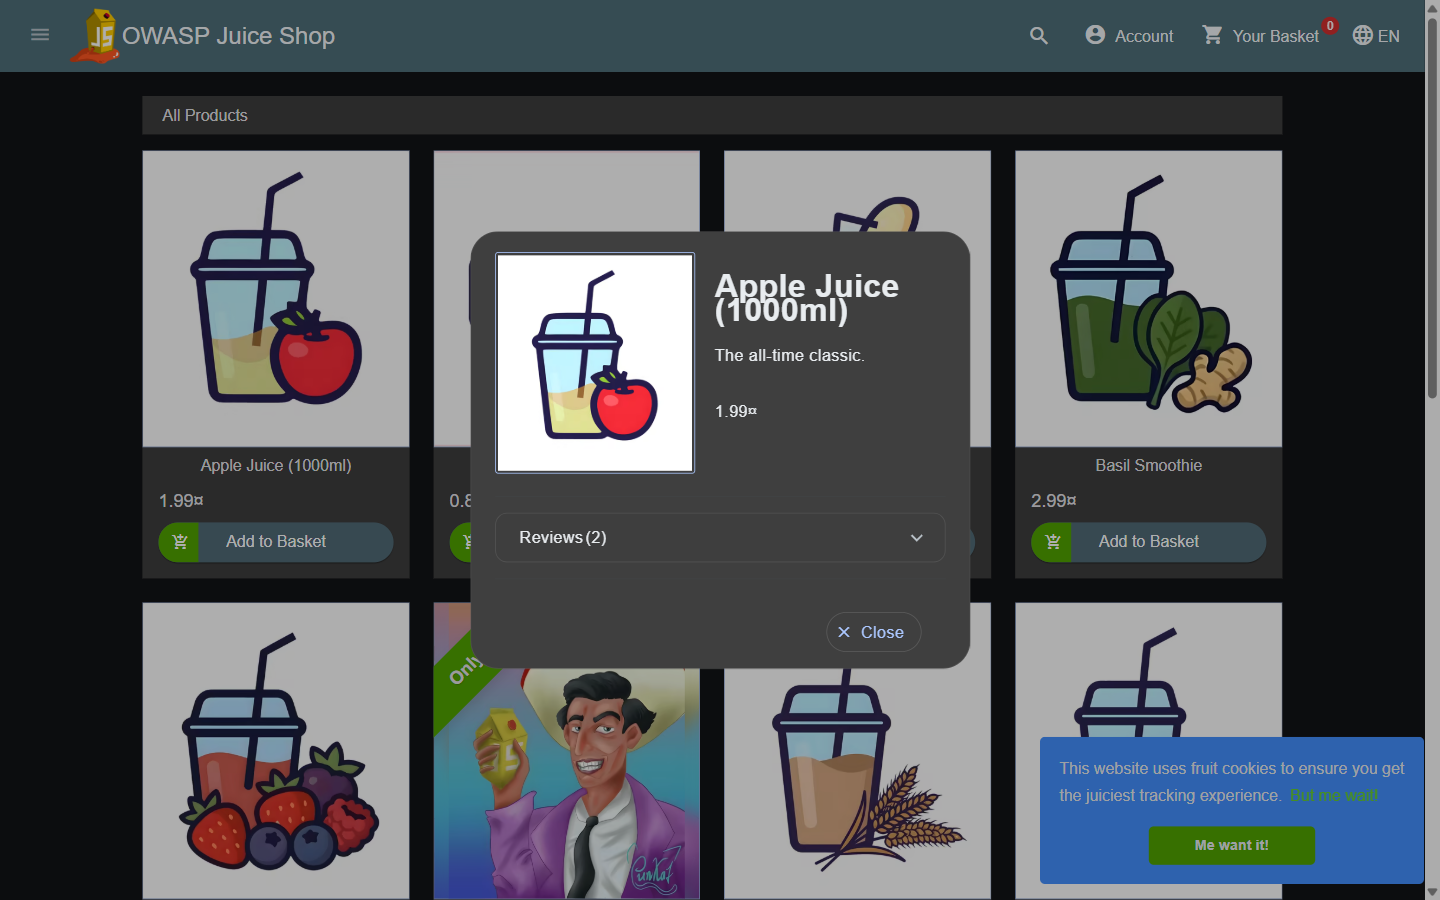 OWASP Juice Shop
Account
Your Basket
0
EN
All Products
Apple Juice (1000ml)
1.99¤
Add to Basket
0.8
Basil Smoothie
2.99¤
Add to Basket
Apple Juice
(1000ml)
The all-time classic.
1.99¤
Reviews (2)
Close
Only
This website uses fruit cookies to ensure you get
the juiciest tracking experience. But me wait!
Me want it!